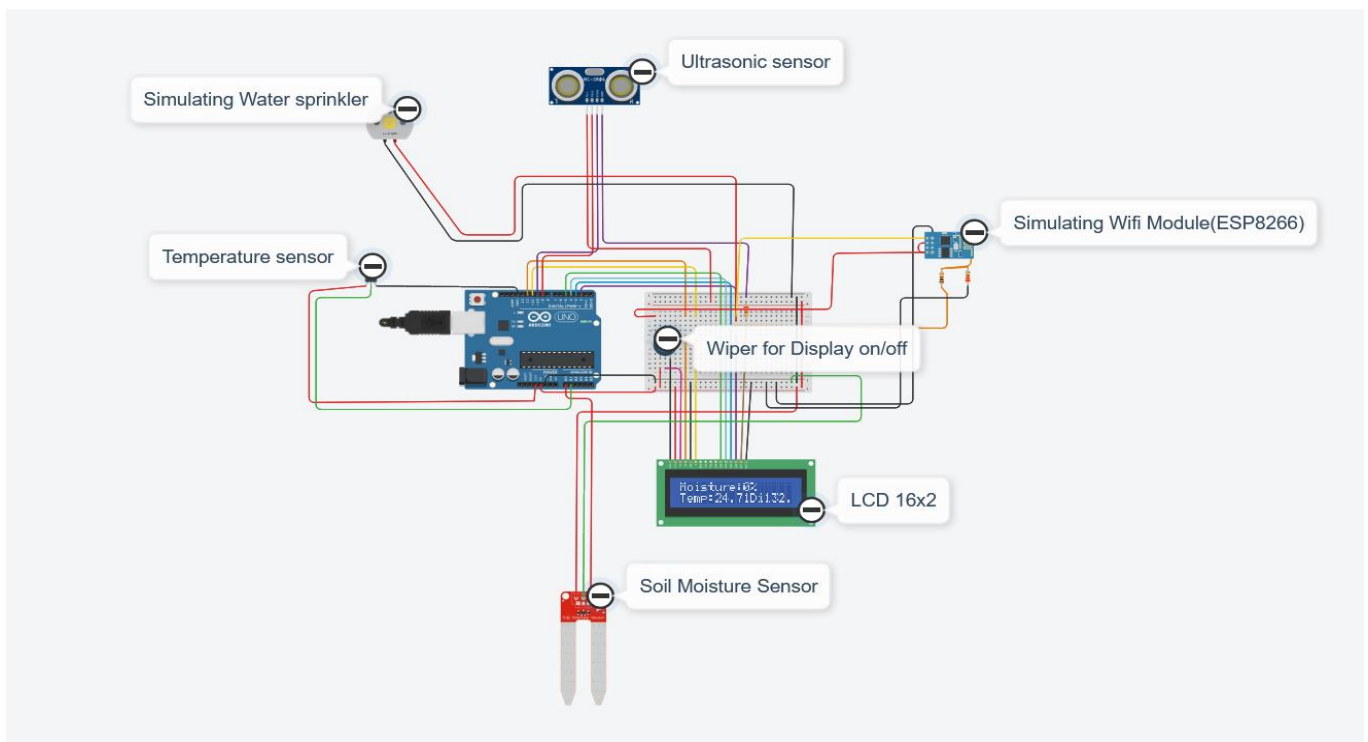 Ultrasonic sensor
Simulating Water sprinkler
Simulating Wifi Module(ESP8266)
Temperature sensor
UNO
ARDUINO
Wiper for Display on/off
Moisture:0%
Temp:24.71Di132.
LCD 16x2
Soil Moisture Sensor